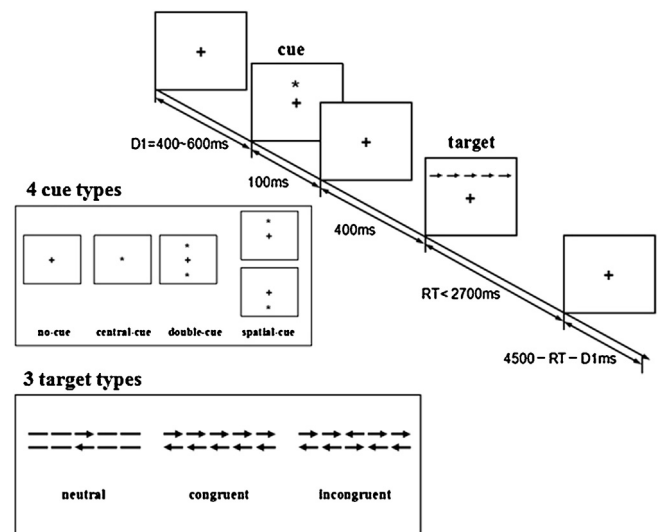 cue
D1=400~600ms
100ms
target
400ms
4 cue types
RT<2700ms
no-cue central-cue double-cue spatial-cue
4500-RT-D1ms
3 target types
neutral congruent incongruent